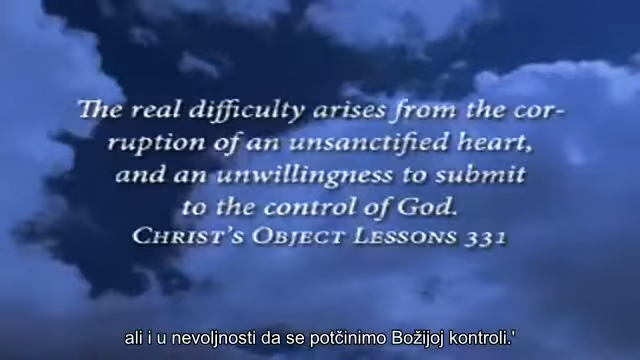 The real difficulty arises from the cor-
ruption of an unsanctified heart,
and an unwillingness to submit
to the control of God.
Christ's Object Lessons 331
ali i u nevoljnosti da se potčinimo Božijoj kontroli.'